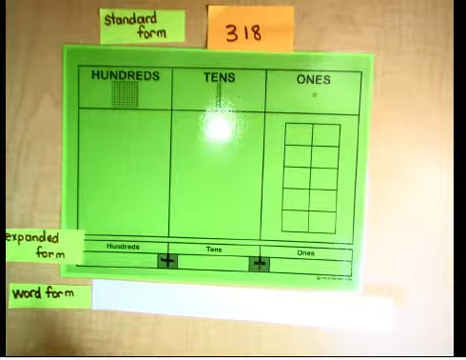 standard
form
318
HUNDREDS TENS ONES
expanded
form
Hundreds Tens Ones
+ +
word form